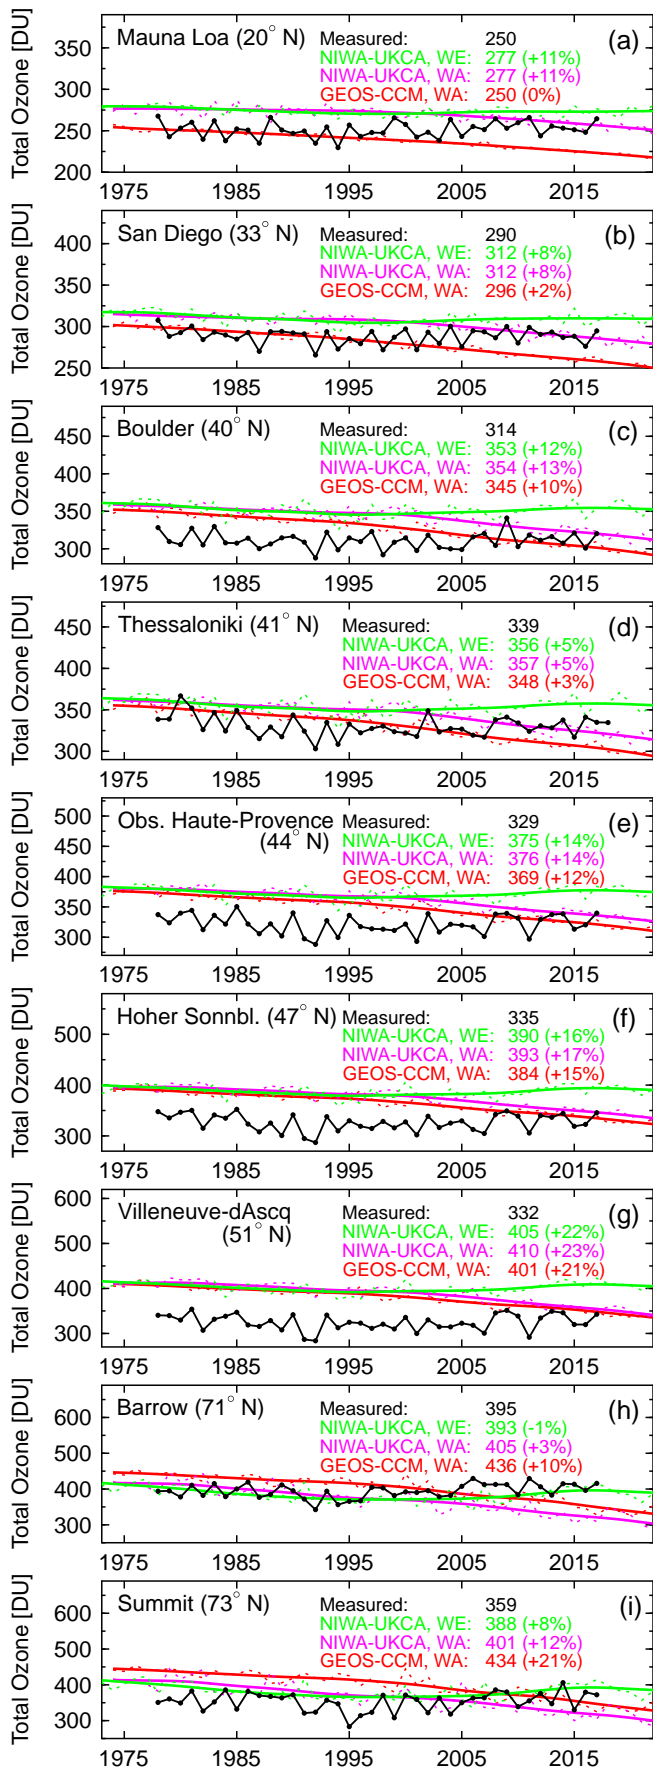 Mauna Loa (20° N) Measured: 250 (a)
NIWA-UKCA, WE: 277 (+11%)
NIWA-UKCA, WA: 277 (+11%)
GEOS-CCM, WA: 250 (0%)
Total Ozone [DU]
350
300
250
200
1975 1985 1995 2005 2015
San Diego (33° N) Measured: 290 (b)
NIWA-UKCA, WE: 312 (+8%)
NIWA-UKCA, WA: 312 (+8%)
GEOS-CCM, WA: 296 (+2%)
Total Ozone [DU]
400
350
300
250
1975 1985 1995 2005 2015
Boulder (40° N) Measured: 314 (c)
NIWA-UKCA, WE: 353 (+12%)
NIWA-UKCA, WA: 354 (+13%)
GEOS-CCM, WA: 345 (+10%)
Total Ozone [DU]
450
400
350
300
1975 1985 1995 2005 2015
Thessaloniki (41° N) Measured: 339 (d)
NIWA-UKCA, WE: 356 (+5%)
NIWA-UKCA, WA: 357 (+5%)
GEOS-CCM, WA: 348 (+3%)
Total Ozone [DU]
450
400
350
300
1975 1985 1995 2005 2015
Obs. Haute-Provence Measured: 329 (e)
(44° N) NIWA-UKCA, WE: 375 (+14%)
NIWA-UKCA, WA: 376 (+14%)
GEOS-CCM, WA: 369 (+12%)
Total Ozone [DU]
500
450
400
350
300
1975 1985 1995 2005 2015
Hoher Sonnbl. (47° N) Measured: 335 (f)
NIWA-UKCA, WE: 390 (+16%)
NIWA-UKCA, WA: 393 (+17%)
GEOS-CCM, WA: 384 (+15%)
Total Ozone [DU]
500
400
300
1975 1985 1995 2005 2015
Villeneuve-dAscq Measured: 332 (g)
(51° N) NIWA-UKCA, WE: 405 (+22%)
NIWA-UKCA, WA: 410 (+23%)
GEOS-CCM, WA: 401 (+21%)
Total Ozone [DU]
600
500
400
300
1975 1985 1995 2005 2015
Barrow (71° N) Measured: 395 (h)
NIWA-UKCA, WE: 393 (-1%)
NIWA-UKCA, WA: 405 (+3%)
GEOS-CCM, WA: 436 (+10%)
Total Ozone [DU]
600
500
400
300
1975 1985 1995 2005 2015
Summit (73° N) Measured: 359 (i)
NIWA-UKCA, WE: 388 (+8%)
NIWA-UKCA, WA: 401 (+12%)
GEOS-CCM, WA: 434 (+21%)
Total Ozone [DU]
600
500
400
300
1975 1985 1995 2005 2015